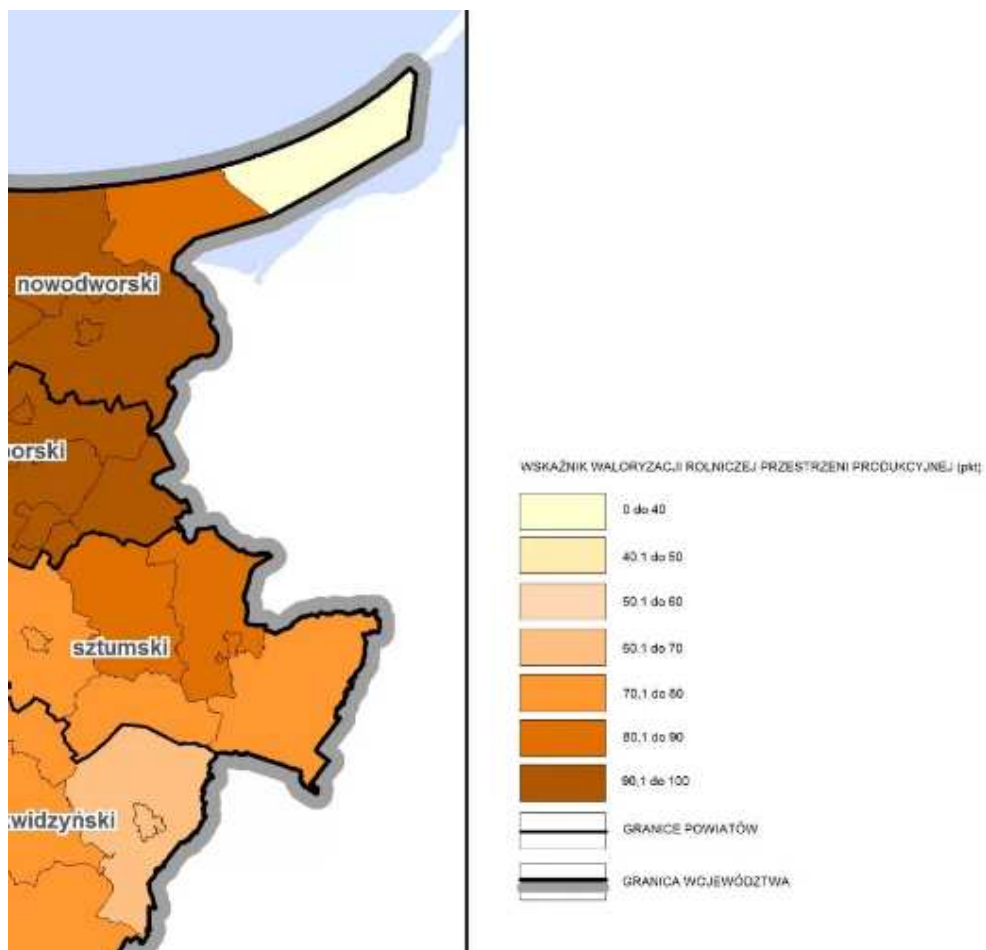 nowodworski
borski
sztumski
kwidzyński
WSKAŹNIK WALORYZACJI ROLNICZEJ PRZESTRZENI PRODUKCYJNEJ (pkt)
0 do 40
40,1 do 50
50,1 do 60
60,1 do 70
70,1 do 80
80,1 do 90
90,1 do 100
GRANICE POWIATÓW
GRANICA WOJEWÓDZTWA